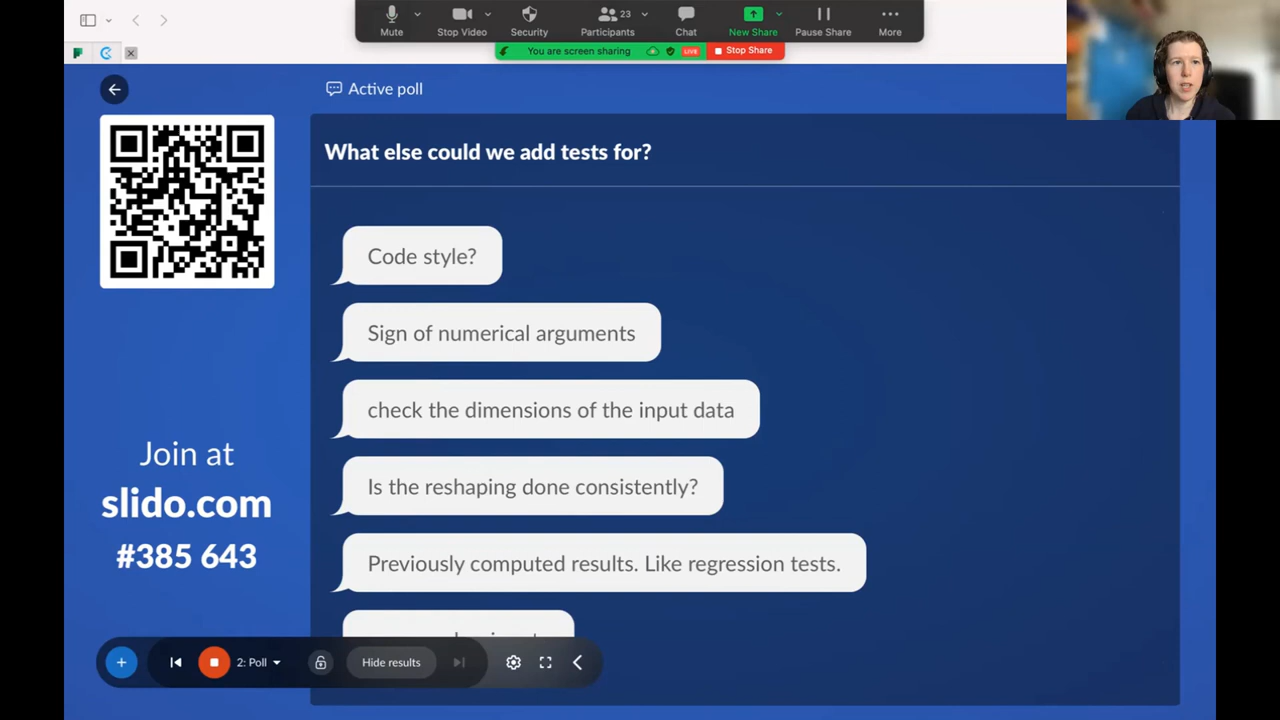 23
Mute
Stop Video
Security
Participants
Chat
New Share
Pause Share
More
You are screen sharing
LIVE
Stop Share
Active poll
What else could we add tests for?
Code style?
Sign of numerical arguments
check the dimensions of the input data
Is the reshaping done consistently?
Previously computed results. Like regression tests.
Join at
slido.com
#385 643
2: Poll
Hide results